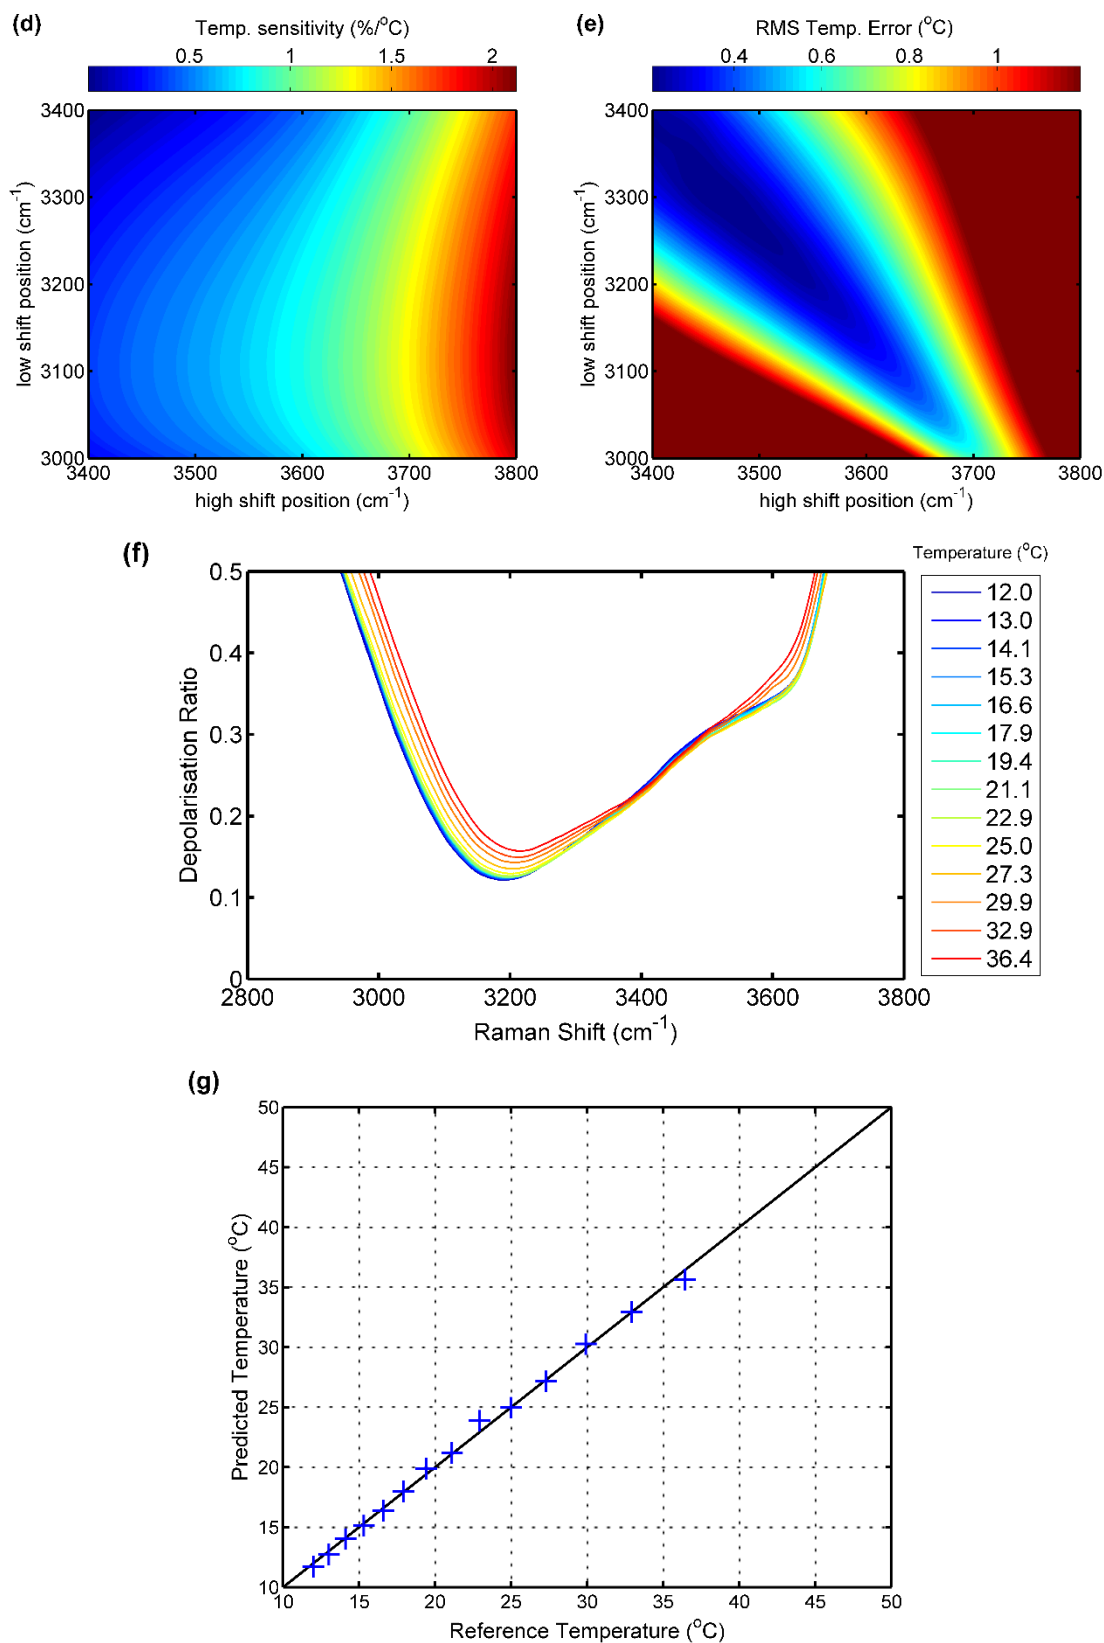 (d)
Temp. sensitivity (%/°C)
0.5 1 1.5 2
3400
3300
3200
3100
3000
low shift position (cm⁻¹)
3400 3500 3600 3700 3800
high shift position (cm⁻¹)
(e)
RMS Temp. Error (°C)
0.4 0.6 0.8 1
3400
3300
3200
3100
3000
low shift position (cm⁻¹)
3400 3500 3600 3700 3800
high shift position (cm⁻¹)
(f)
0.5
0.4
0.3
0.2
0.1
0
Depolarisation Ratio
2800 3000 3200 3400 3600 3800
Raman Shift (cm⁻¹)
Temperature (°C)
12.0
13.0
14.1
15.3
16.6
17.9
19.4
21.1
22.9
25.0
27.3
29.9
32.9
36.4
(g)
50
45
40
35
30
25
20
15
10
Predicted Temperature (°C)
10 15 20 25 30 35 40 45 50
Reference Temperature (°C)